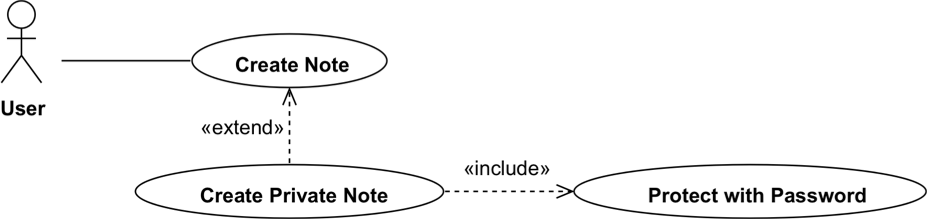 Create Note
User
«extend»
«include»
Create Private Note
Protect with Password